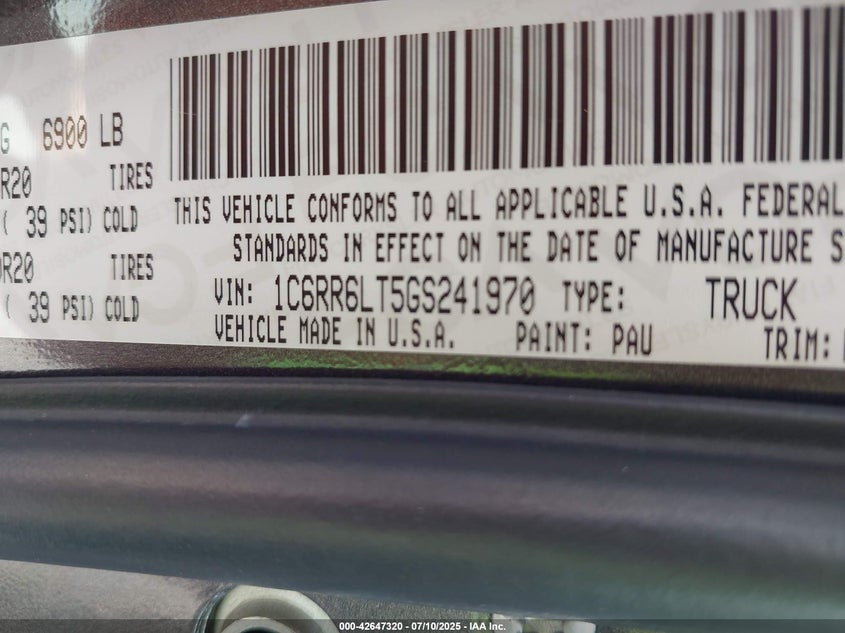 G 6900 LB
R20 TIRES
( 39 PSI) COLD
R20 TIRES
( 39 PSI) COLD
THIS VEHICLE CONFORMS TO ALL APPLICABLE U.S.A. FEDERAL
STANDARDS IN EFFECT ON THE DATE OF MANUFACTURE S
VIN: 1C6RR6LT5GS241970 TYPE: TRUCK
VEHICLE MADE IN U.S.A. PAINT: PAU TRIM:
000-42647320 / 07/10/2025 - IAA Inc.